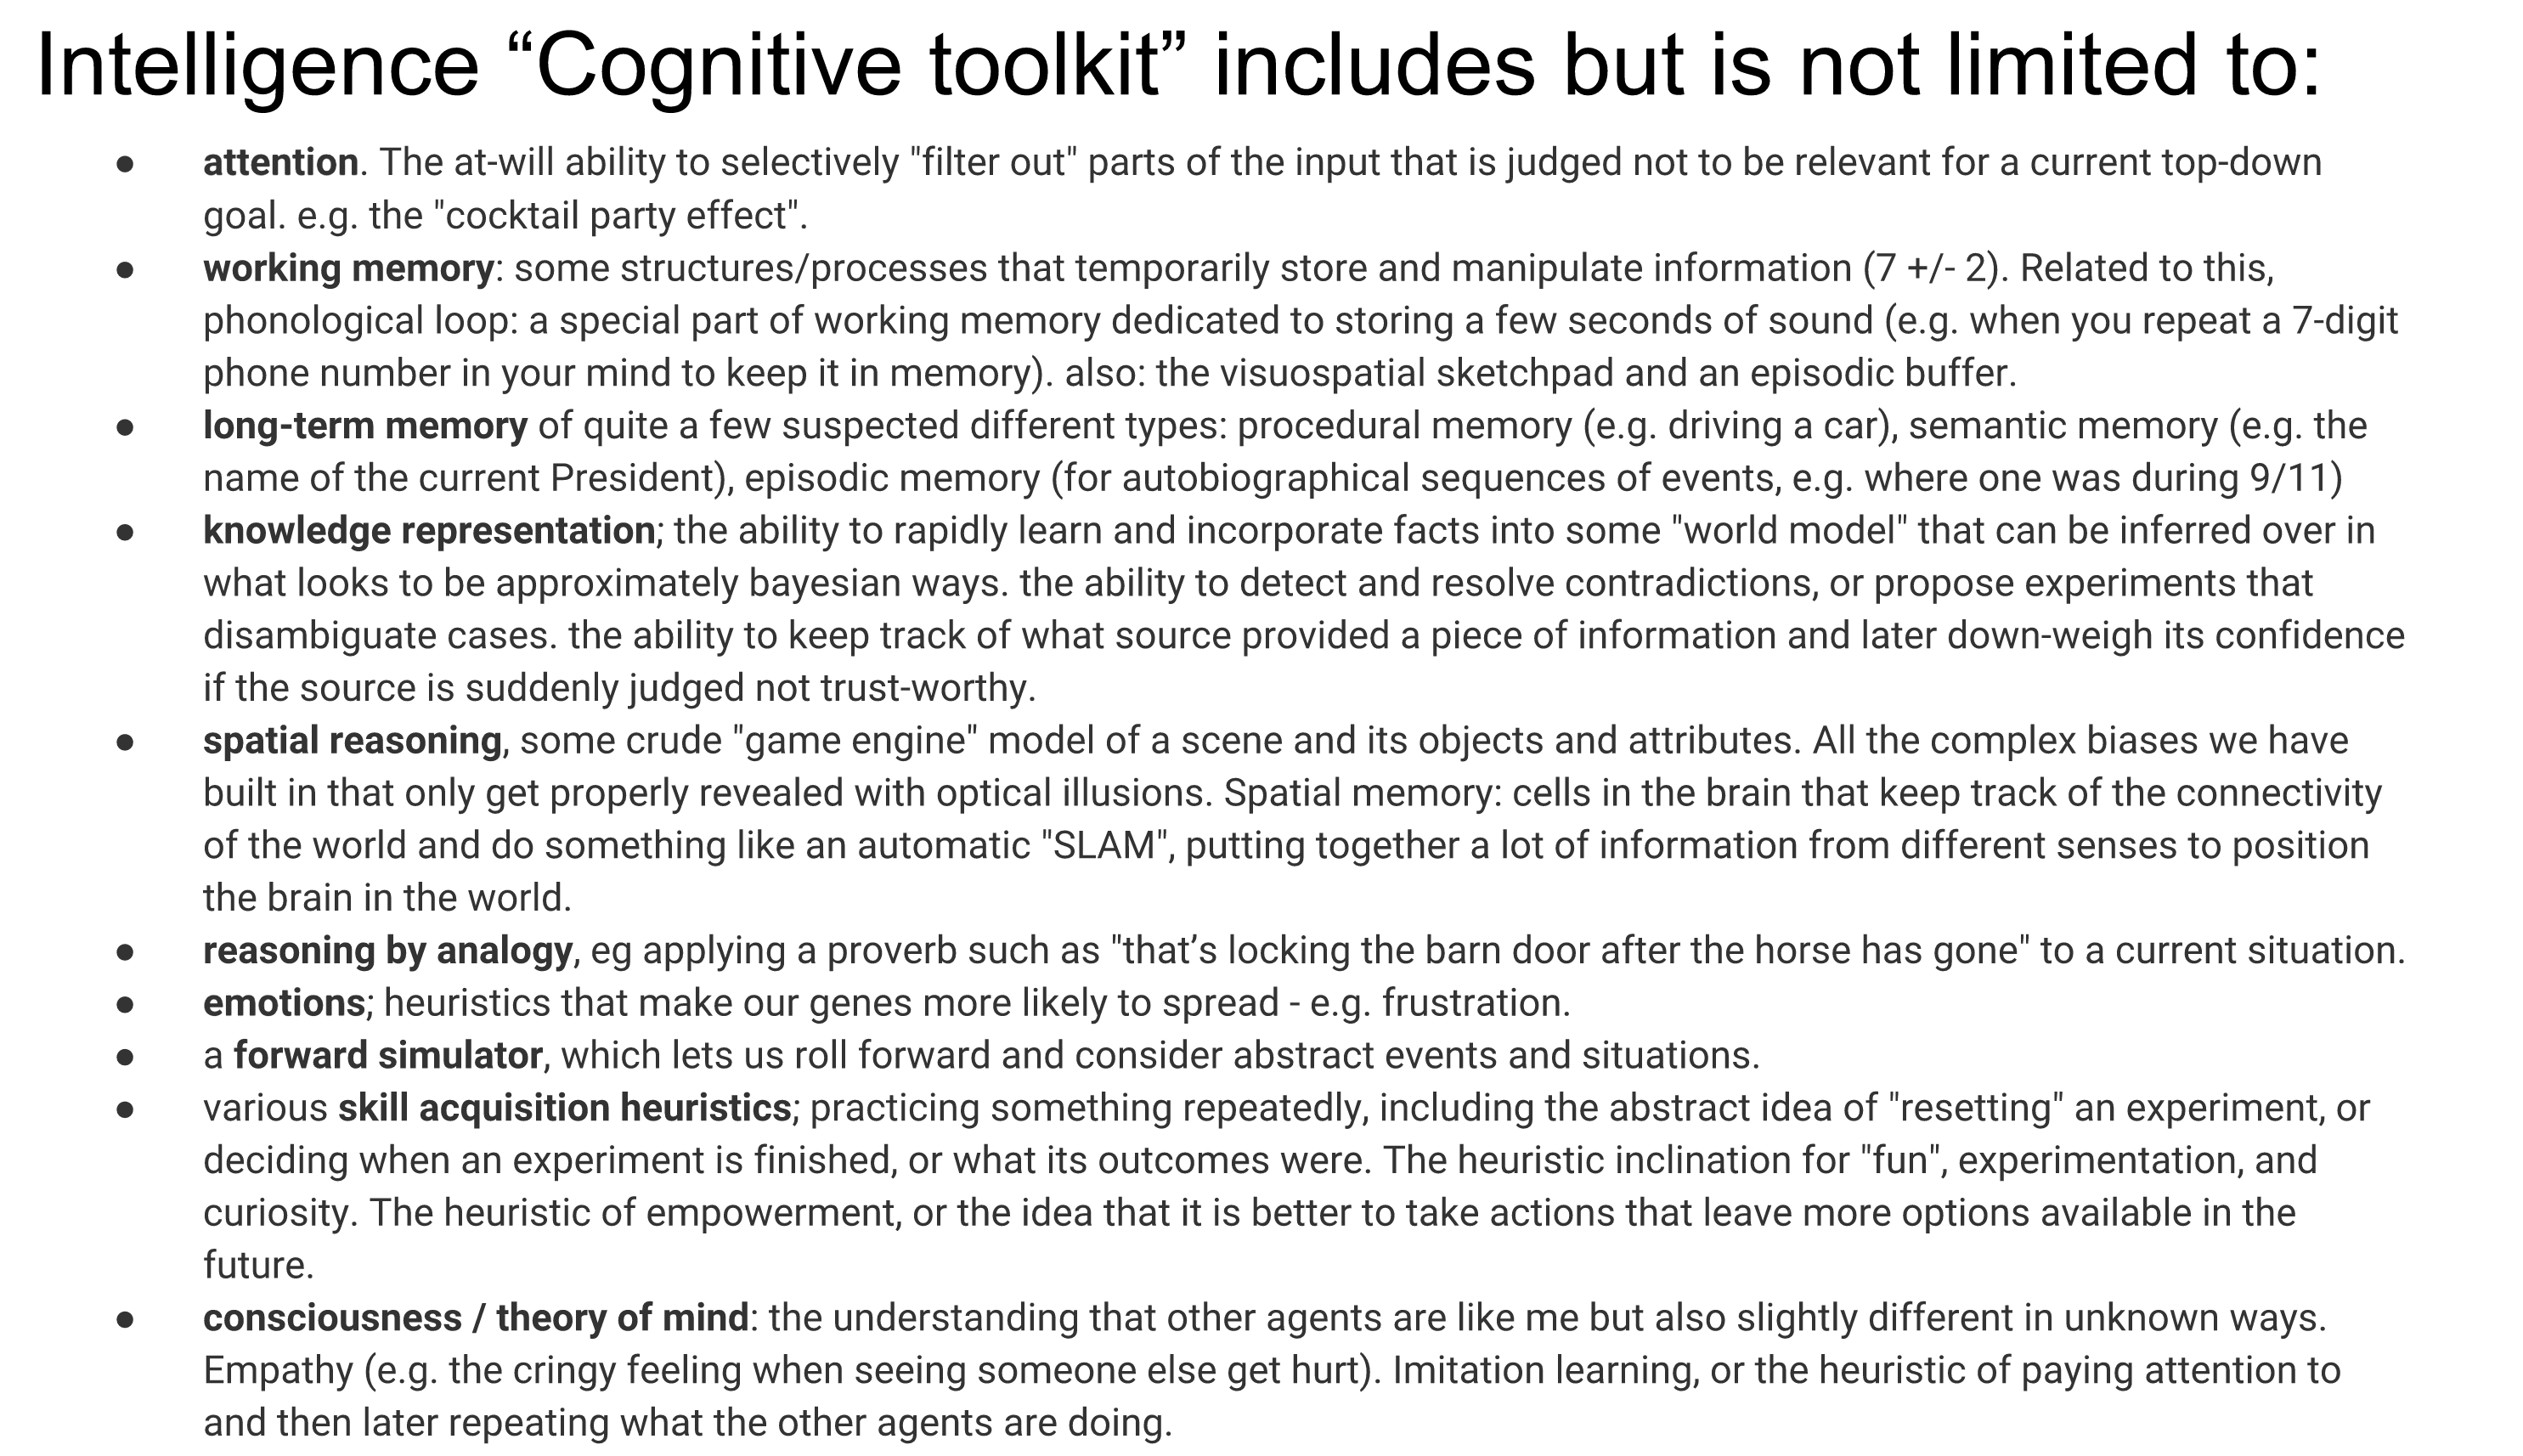 Intelligence “Cognitive toolkit” includes but is not limited to:
● attention. The at-will ability to selectively "filter out" parts of the input that is judged not to be relevant for a current top-down
goal. e.g. the "cocktail party effect".
● working memory: some structures/processes that temporarily store and manipulate information (7 +/- 2). Related to this,
phonological loop: a special part of working memory dedicated to storing a few seconds of sound (e.g. when you repeat a 7-digit
phone number in your mind to keep it in memory). also: the visuospatial sketchpad and an episodic buffer.
● long-term memory of quite a few suspected different types: procedural memory (e.g. driving a car), semantic memory (e.g. the
name of the current President), episodic memory (for autobiographical sequences of events, e.g. where one was during 9/11)
● knowledge representation; the ability to rapidly learn and incorporate facts into some "world model" that can be inferred over in
what looks to be approximately bayesian ways. the ability to detect and resolve contradictions, or propose experiments that
disambiguate cases. the ability to keep track of what source provided a piece of information and later down-weigh its confidence
if the source is suddenly judged not trust-worthy.
● spatial reasoning, some crude "game engine" model of a scene and its objects and attributes. All the complex biases we have
built in that only get properly revealed with optical illusions. Spatial memory: cells in the brain that keep track of the connectivity
of the world and do something like an automatic "SLAM", putting together a lot of information from different senses to position
the brain in the world.
● reasoning by analogy, eg applying a proverb such as "that’s locking the barn door after the horse has gone" to a current situation.
● emotions; heuristics that make our genes more likely to spread - e.g. frustration.
● a forward simulator, which lets us roll forward and consider abstract events and situations.
● various skill acquisition heuristics; practicing something repeatedly, including the abstract idea of "resetting" an experiment, or
deciding when an experiment is finished, or what its outcomes were. The heuristic inclination for "fun", experimentation, and
curiosity. The heuristic of empowerment, or the idea that it is better to take actions that leave more options available in the
future.
● consciousness / theory of mind: the understanding that other agents are like me but also slightly different in unknown ways.
Empathy (e.g. the cringy feeling when seeing someone else get hurt). Imitation learning, or the heuristic of paying attention to
and then later repeating what the other agents are doing.